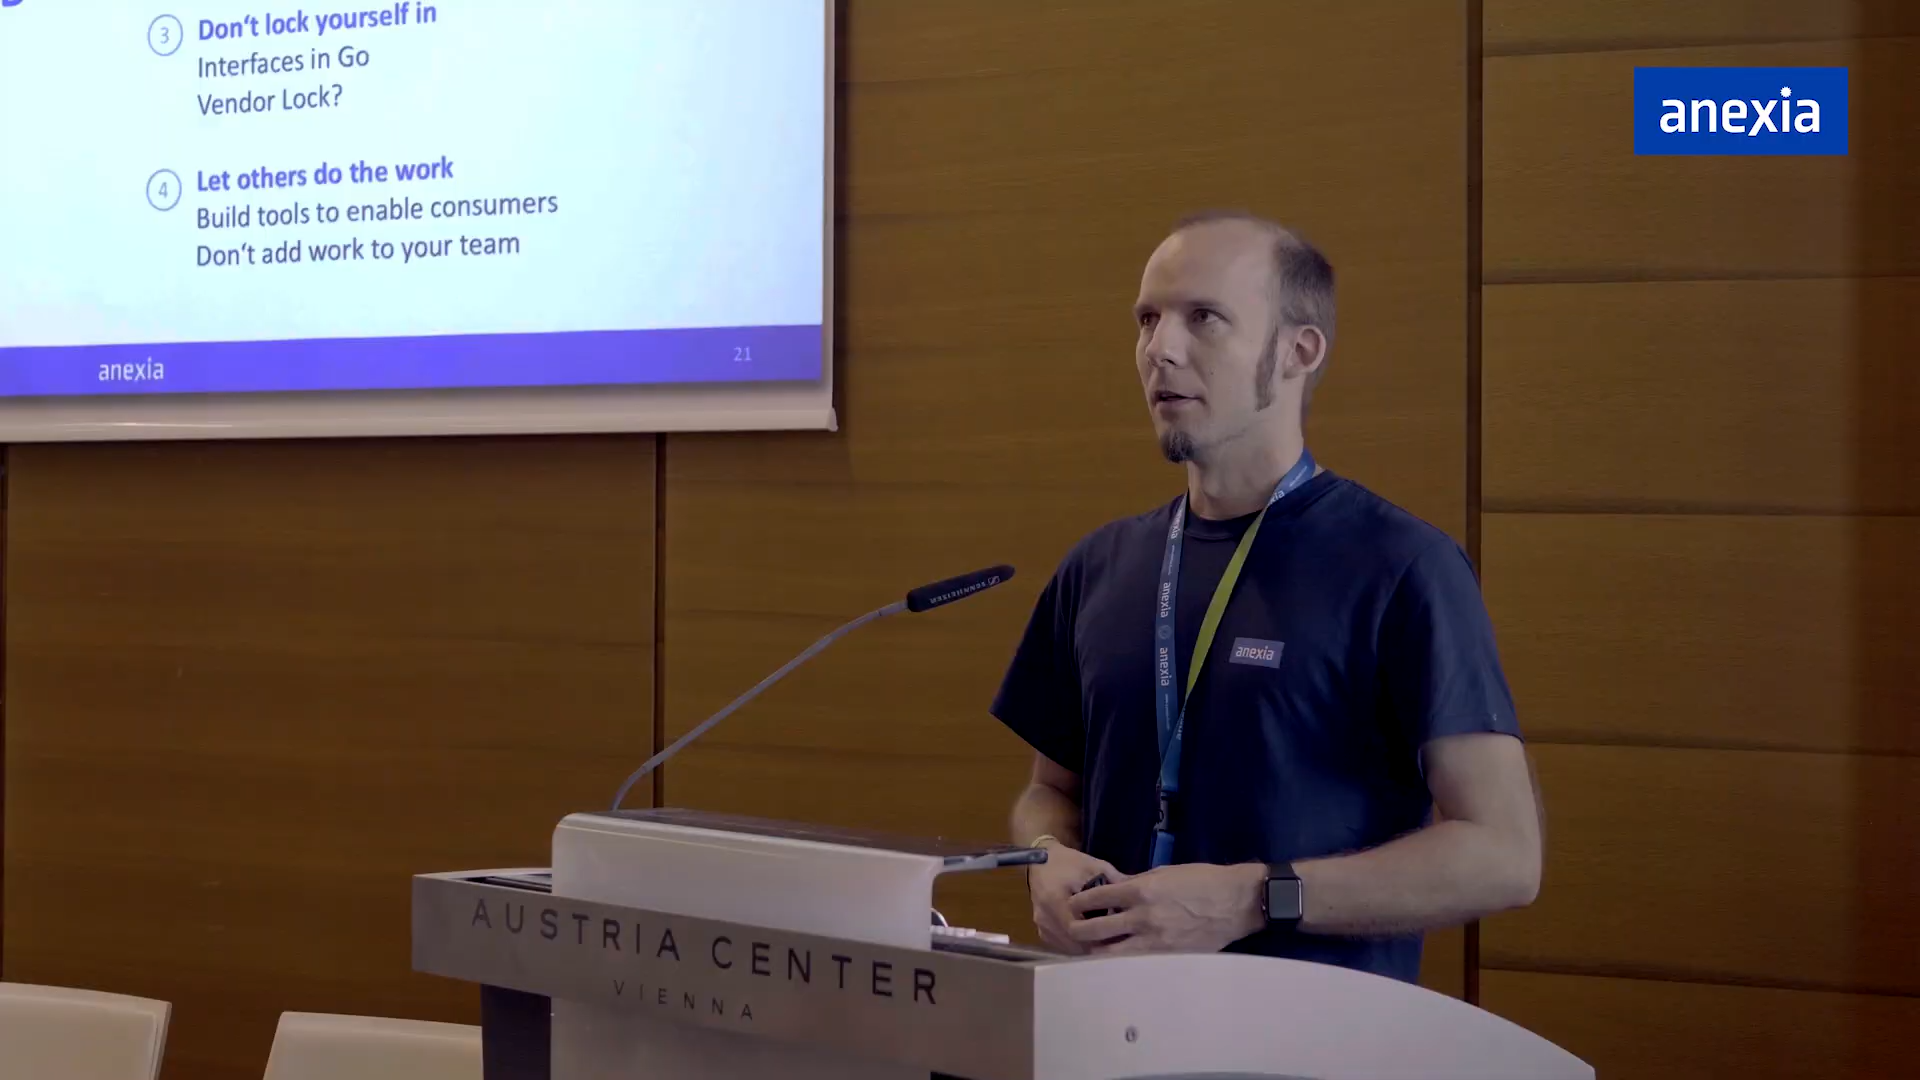 3
Don‘t lock yourself in
Interfaces in Go
Vendor Lock?
4
Let others do the work
Build tools to enable consumers
Don‘t add work to your team
anexia
21
anexia
SENNHEISER
anexia
anexia
anexia
AUSTRIA CENTER
VIENNA